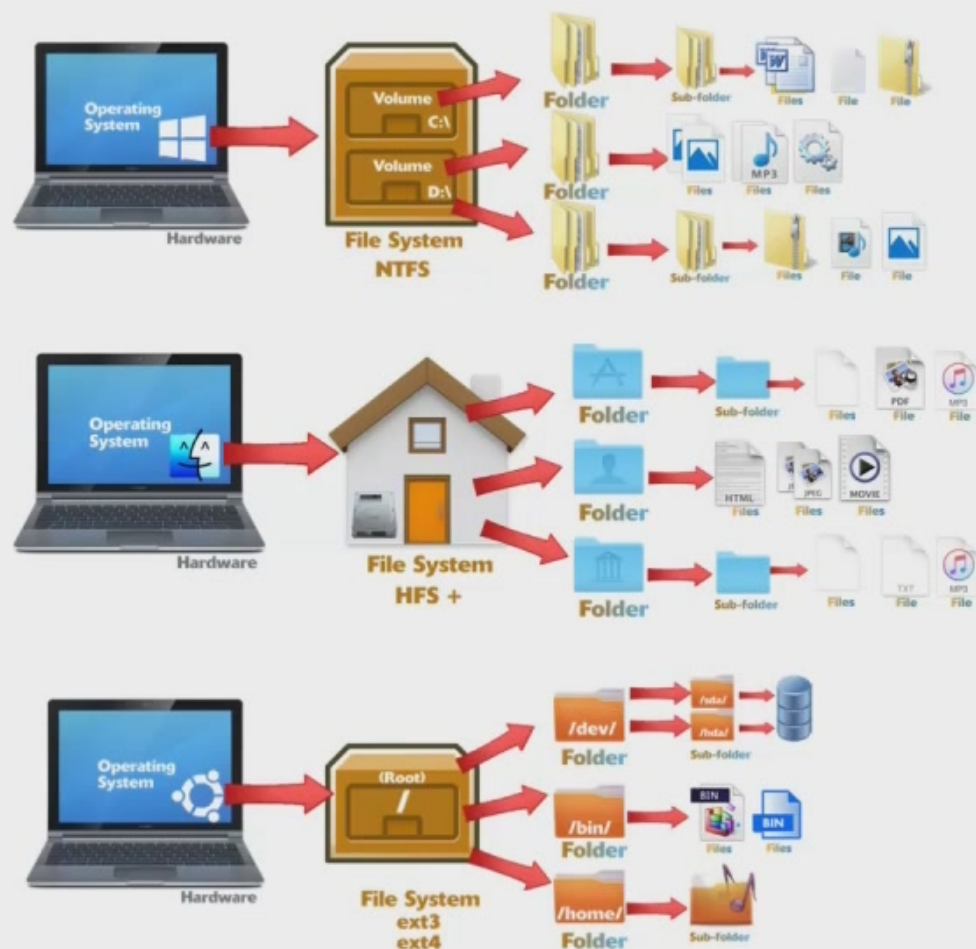 Operating
System
Hardware
Volume
C:\
Volume
D:\
File System
NTFS
Folder
Sub-folder
W
Files
File
File
Folder
Files
MP3
Files
Files
Folder
Sub-folder
Files
File
File
Operating
System
Hardware
File System
HFS +
Folder
Sub-folder
Files
PDF
File
MP3
File
Folder
HTML
Files
JPEG
Files
MOVIE
Files
Folder
Sub-folder
Files
TXT
File
MP3
File
Operating
System
Hardware
(Root)
/
File System
ext3
ext4
/dev/
Folder
/sda/
/hda/
Sub-folder
/bin/
Folder
BIN
Files
BIN
Files
/home/
Folder
Sub-folder